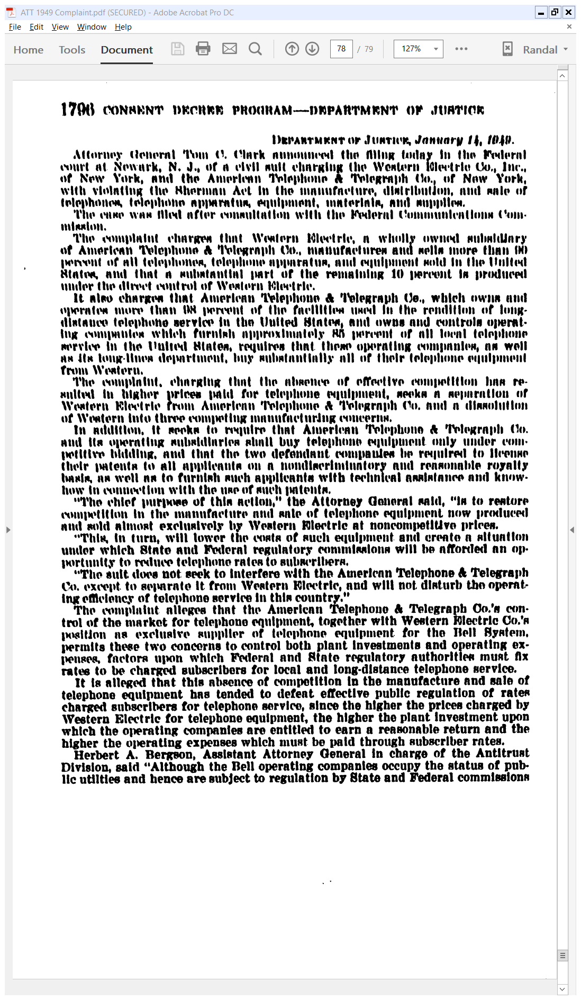 ATT 1949 Complaint.pdf (SECURED) - Adobe Acrobat Pro DC
File Edit View Window Help
Home Tools Document 78 / 79 127% Randal
1796 CONSENT DECREE PROGRAM—DEPARTMENT OF JUSTICE
DEPARTMENT OF JUSTICE, January 14, 1949.
Attorney General Tom C. Clark announced the filing today in the Federal
court at Newark, N. J., of a civil suit charging the Western Electric Co., Inc.,
of New York, and the American Telephone & Telegraph Co., of New York,
with violating the Sherman Act in the manufacture, distribution, and sale of
telephones, telephone apparatus, equipment, materials, and supplies.
The case was filed after consultation with the Federal Communications Com-
mission.
The complaint charges that Western Electric, a wholly owned subsidiary
of American Telephone & Telegraph Co., manufactures and sells more than 90
percent of all telephones, telephone apparatus, and equipment sold in the United
States, and that a substantial part of the remaining 10 percent is produced
under the direct control of Western Electric.
It also charges that American Telephone & Telegraph Co., which owns and
operates more than 98 percent of the facilities used in the rendition of long-
distance telephone service in the United States, and owns and controls operat-
ing companies which furnish approximately 85 percent of all local telephone
service in the United States, requires that these operating companies, as well
as its long-lines department, buy substantially all of their telephone equipment
from Western.
The complaint, charging that the absence of effective competition has re-
sulted in higher prices paid for telephone equipment, seeks a separation of
Western Electric from American Telephone & Telegraph Co. and a dissolution
of Western into three competing manufacturing concerns.
In addition, it seeks to require that American Telephone & Telegraph Co.
and its operating subsidiaries shall buy telephone equipment only under com-
petitive bidding, and that the two defendant companies be required to license
their patents to all applicants on a nondiscriminatory and reasonable royalty
basis, as well as to furnish such applicants with technical assistance and know-
how in connection with the use of such patents.
"The chief purpose of this action," the Attorney General said, "is to restore
competition in the manufacture and sale of telephone equipment now produced
and sold almost exclusively by Western Electric at noncompetitive prices.
"This, in turn, will lower the costs of such equipment and create a situation
under which State and Federal regulatory commissions will be afforded an op-
portunity to reduce telephone rates to subscribers.
"The suit does not seek to interfere with the American Telephone & Telegraph
Co. except to separate it from Western Electric, and will not disturb the operat-
ing efficiency of telephone service in this country."
The complaint alleges that the American Telephone & Telegraph Co.'s con-
trol of the market for telephone equipment, together with Western Electric Co.'s
position as exclusive supplier of telephone equipment for the Bell System,
permits these two concerns to control both plant investments and operating ex-
penses, factors upon which Federal and State regulatory authorities must fix
rates to be charged subscribers for local and long-distance telephone service.
It is alleged that this absence of competition in the manufacture and sale of
telephone equipment has tended to defeat effective public regulation of rates
charged subscribers for telephone service, since the higher the prices charged by
Western Electric for telephone equipment, the higher the plant investment upon
which the operating companies are entitled to earn a reasonable return and the
higher the operating expenses which must be paid through subscriber rates.
Herbert A. Bergson, Assistant Attorney General in charge of the Antitrust
Division, said "Although the Bell operating companies occupy the status of pub-
lic utilties and hence are subject to regulation by State and Federal commissions